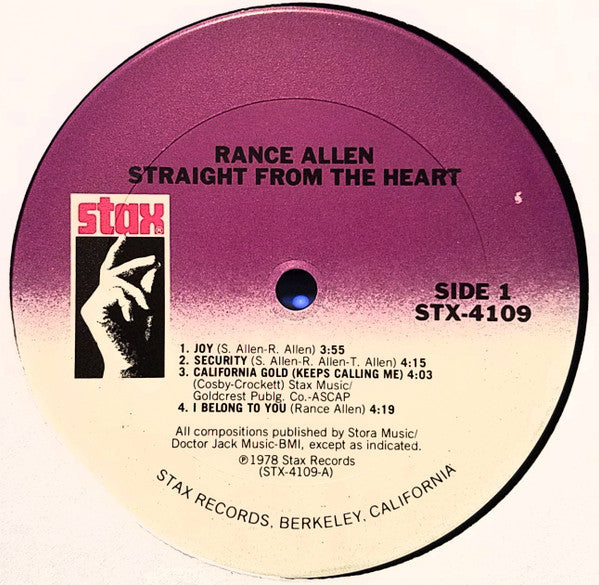 RANCE ALLEN
STRAIGHT FROM THE HEART
stax®
SIDE 1
STX-4109
1. JOY (S. Allen-R. Allen) 3:55
2. SECURITY (S. Allen-R. Allen-T. Allen) 4:15
3. CALIFORNIA GOLD (KEEPS CALLING ME) 4:03
(Cosby-Crockett) Stax Music/
Goldcrest Publg. Co.-ASCAP
4. I BELONG TO YOU (Rance Allen) 4:19
All compositions published by Stora Music/
Doctor Jack Music-BMI, except as indicated.
℗1978 Stax Records
(STX-4109-A)
STAX RECORDS, BERKELEY, CALIFORNIA